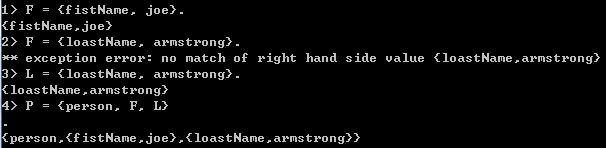 1> F = {fistName, joe}.
{fistName,joe}
2> F = {loastName, armstrong}.
** exception error: no match of right hand side value {loastName,armstrong}
3> L = {loastName, armstrong}.
{loastName,armstrong}
4> P = {person, F, L}
.
{person,{fistName,joe},{loastName,armstrong}}